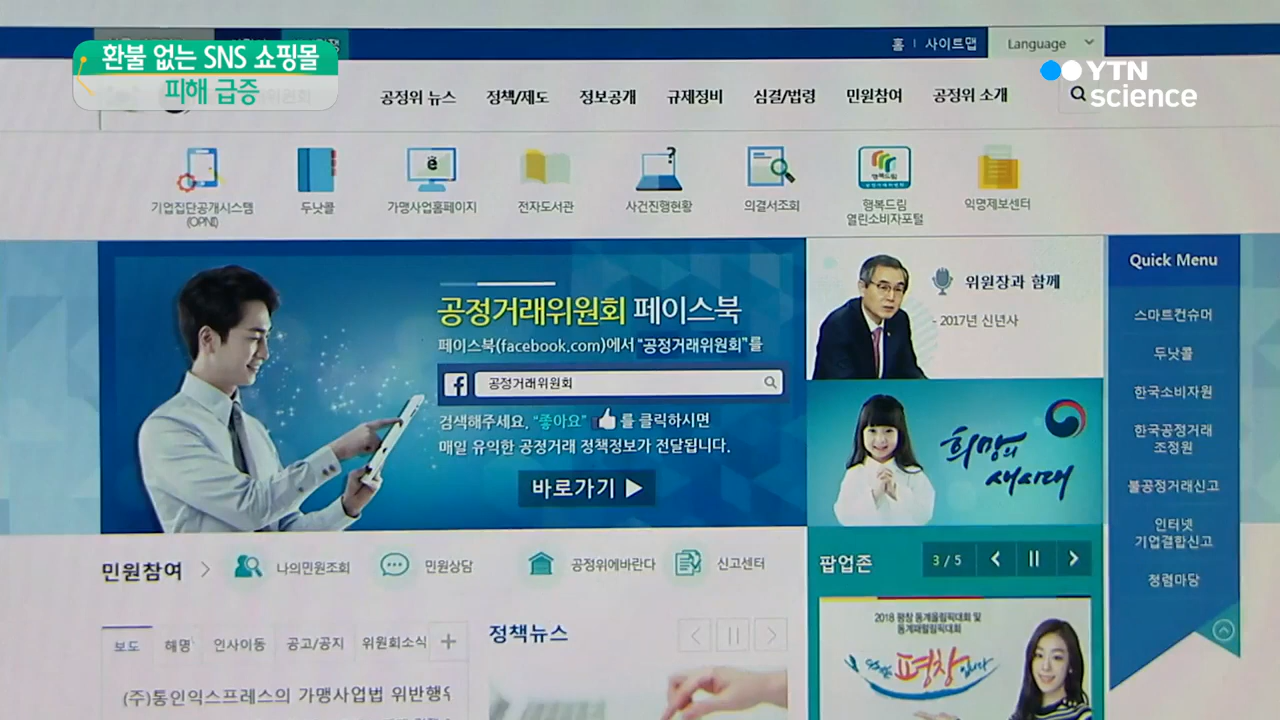 환불 없는 SNS 쇼핑몰
피해 급증
YTN
science
홈 | 사이트맵
Language
공정위 뉴스 정책/제도 정보공개 규제정비 심결/법령 민원참여 공정위 소개
기업집단공개시스템
(OPNI)
두낫콜
가맹사업홈페이지
전자도서관
사건진행현황
의결서조회
행복드림
행복드림
열린소비자포털
익명제보센터
공정거래위원회 페이스북
페이스북(facebook.com)에서 “공정거래위원회”를
공정거래위원회
검색해주세요. “좋아요” 를 클릭하시면
매일 유익한 공정거래 정책정보가 전달됩니다.
바로가기 ▶
위원장과 함께
- 2017년 신년사
희망의
새시대
Quick Menu
스마트컨슈머
두낫콜
한국소비자원
한국공정거래
조정원
불공정거래신고
인터넷
기업결합신고
청렴마당
민원참여
나의민원조회
민원상담
공정위에바란다
신고센터
팝업존
3 / 5
보도 해명 인사이동 공고/공지 위원회소식
(주)통인익스프레스의 가맹사업법 위반행위
정책뉴스
2018 평창 동계올림픽대회 및
동계패럴림픽대회
평창